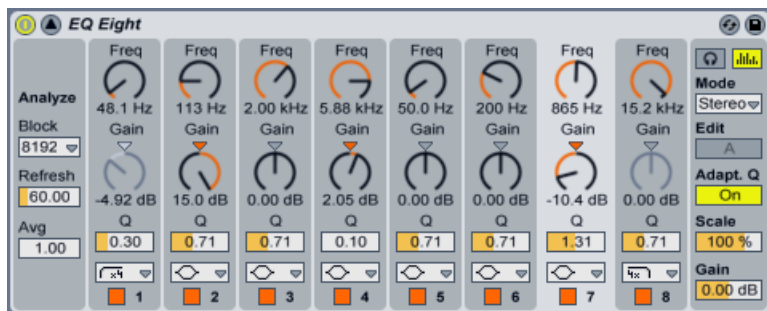 EQ Eight
Freq Freq Freq Freq Freq Freq Freq Freq
48.1 Hz 113 Hz 2.00 kHz 5.88 kHz 50.0 Hz 200 Hz 865 Hz 15.2 kHz
Gain Gain Gain Gain Gain Gain Gain Gain
-4.92 dB 15.0 dB 0.00 dB 2.05 dB 0.00 dB 0.00 dB -10.4 dB 0.00 dB
Q Q Q Q Q Q Q Q
0.30 0.71 0.71 0.10 0.71 0.71 1.31 0.71
x4 x4
1 2 3 4 5 6 7 8
Analyze
Block
8192
Refresh
60.00
Avg
1.00
Mode
Stereo
Edit
A
Adapt. Q
On
Scale
100 %
Gain
0.00 dB